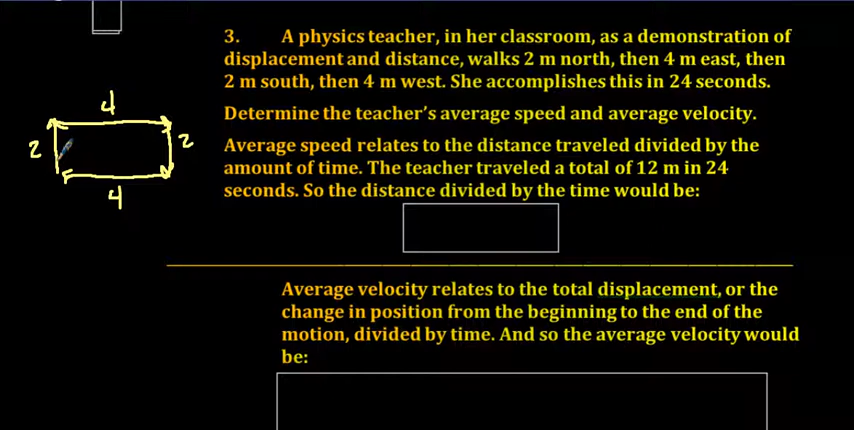 3. A physics teacher, in her classroom, as a demonstration of
displacement and distance, walks 2 m north, then 4 m east, then
2 m south, then 4 m west. She accomplishes this in 24 seconds.
Determine the teacher's average speed and average velocity.
Average speed relates to the distance traveled divided by the
amount of time. The teacher traveled a total of 12 m in 24
seconds. So the distance divided by the time would be:
4
2
2
4
Average velocity relates to the total displacement, or the
change in position from the beginning to the end of the
motion, divided by time. And so the average velocity would
be: